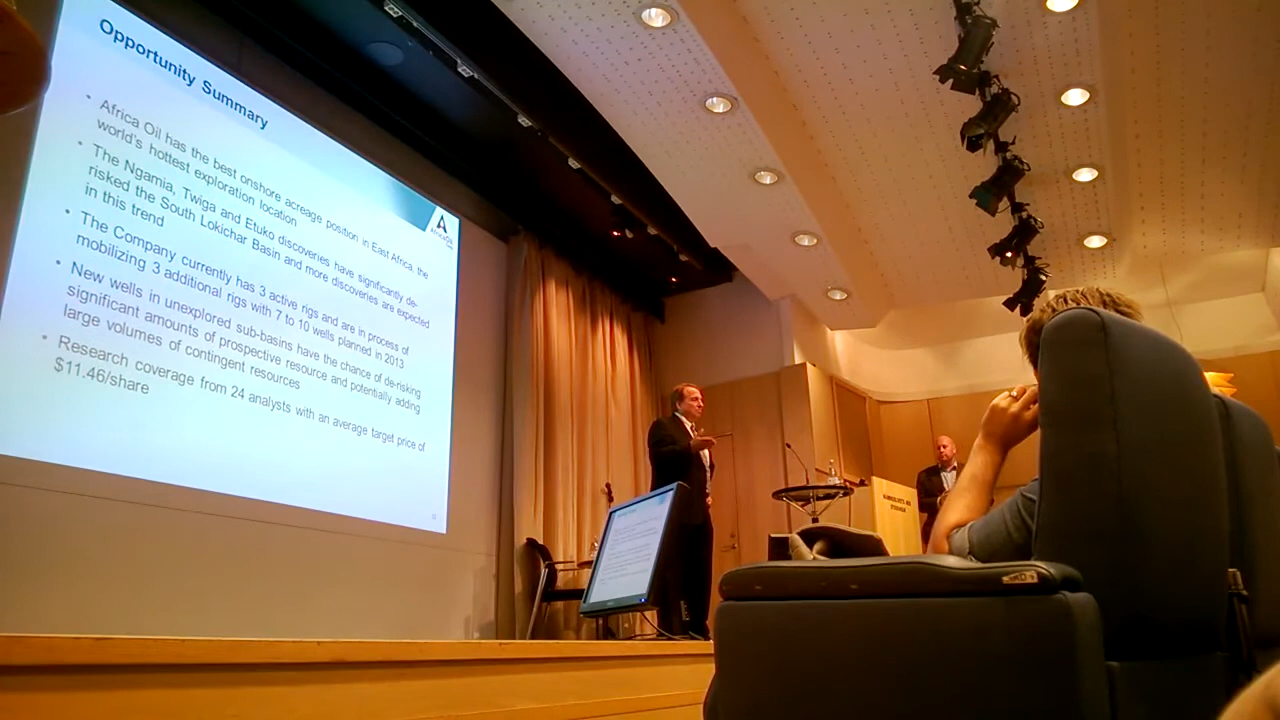 Opportunity Summary
• Africa Oil has the best onshore acreage position in East Africa, the
world's hottest exploration location
• The Ngamia, Twiga and Etuko discoveries have significantly de-
risked the South Lokichar Basin and more discoveries are expected
in this trend
• The Company currently has 3 active rigs and are in process of
mobilizing 3 additional rigs with 7 to 10 wells planned in 2013
• New wells in unexplored sub-basins have the chance of de-risking
significant amounts of prospective resource and potentially adding
large volumes of contingent resources
• Research coverage from 24 analysts with an average target price of
$11.46/share